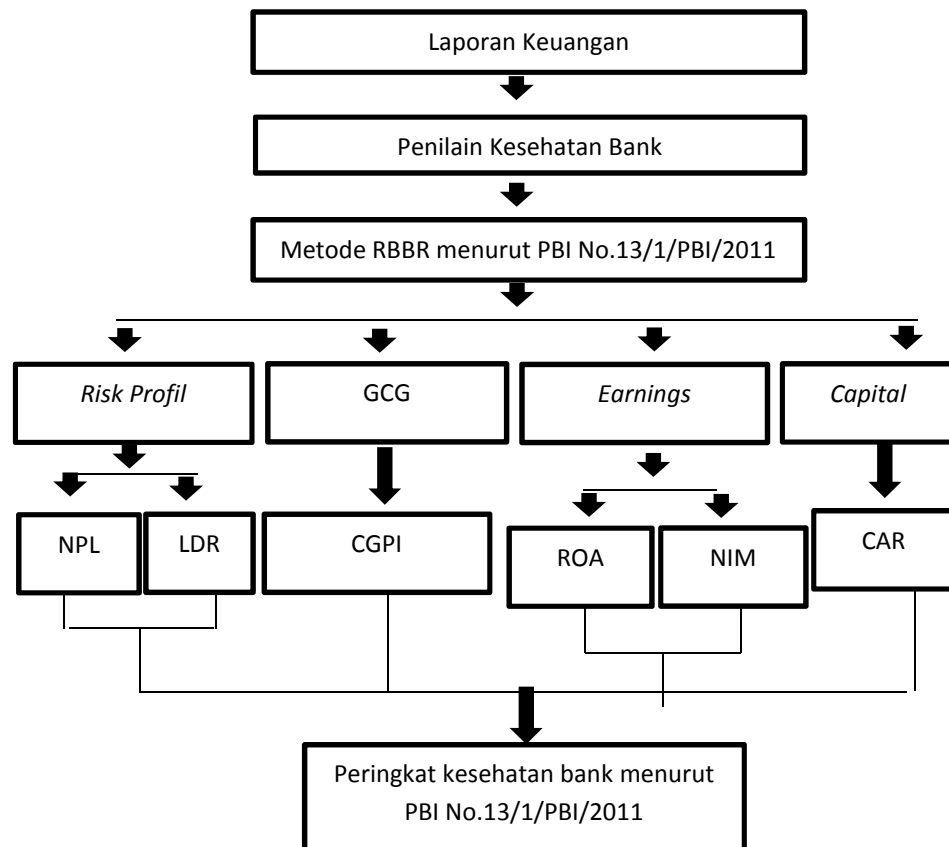 Laporan Keuangan
Penilain Kesehatan Bank
Metode RBBR menurut PBI No.13/1/PBI/2011
Risk Profil
GCG
Earnings
Capital
NPL
LDR
CGPI
ROA
NIM
CAR
Peringkat kesehatan bank menurut
PBI No.13/1/PBI/2011